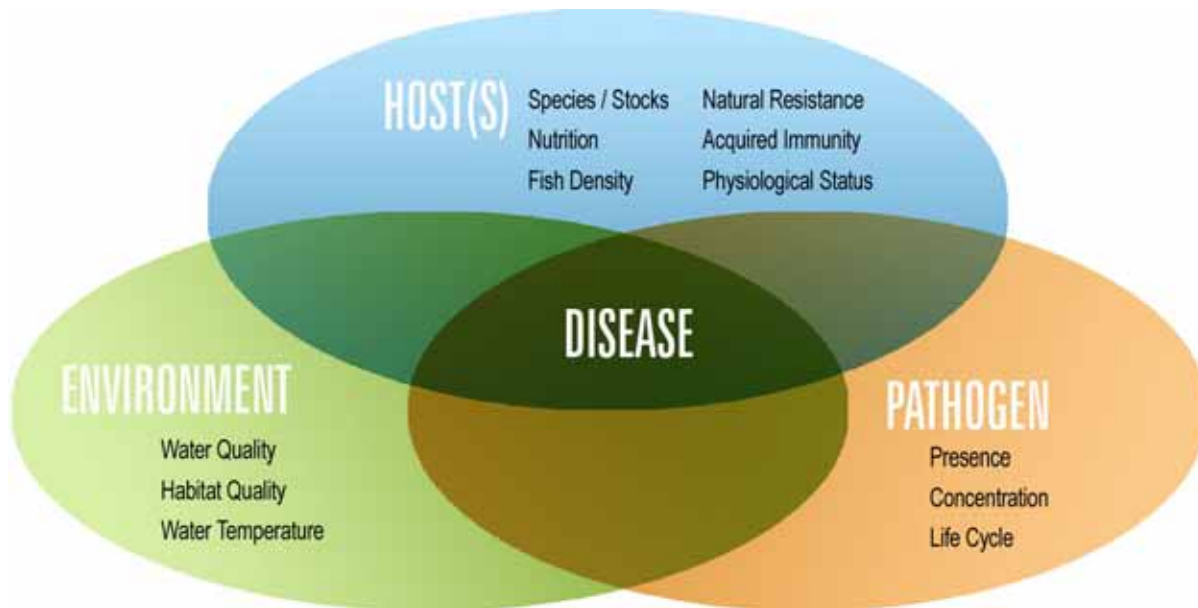 HOST(S)
Species / Stocks
Nutrition
Fish Density
Natural Resistance
Acquired Immunity
Physiological Status
DISEASE
ENVIRONMENT
Water Quality
Habitat Quality
Water Temperature
PATHOGEN
Presence
Concentration
Life Cycle